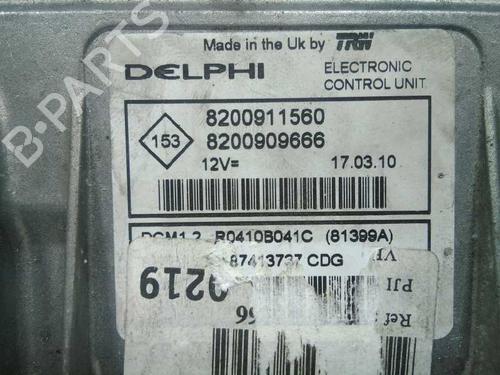 Made in the Uk by TRW
DELPHI
ELECTRONIC
CONTROL UNIT
153
8200911560
8200909666
12V=
17.03.10
DCM1.2 R0410B041C (81399A)
87413737 CDG
0219
66
PJI
Ref
B-PARTS